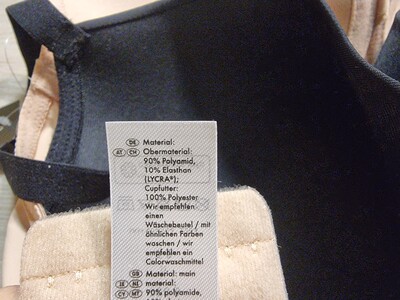 DE Material:
AT CH Obermaterial:
90% Polyamid,
10% Elasthan
(LYCRA®);
Cupfutter:
100% Polyester
Wir empfehlen
einen
Wäschebeutel / mit
ähnlichen Farben
waschen / wir
empfehlen ein
Colorwaschmittel
GB Material: main
IE NI material:
CY MT 90% polyamide,